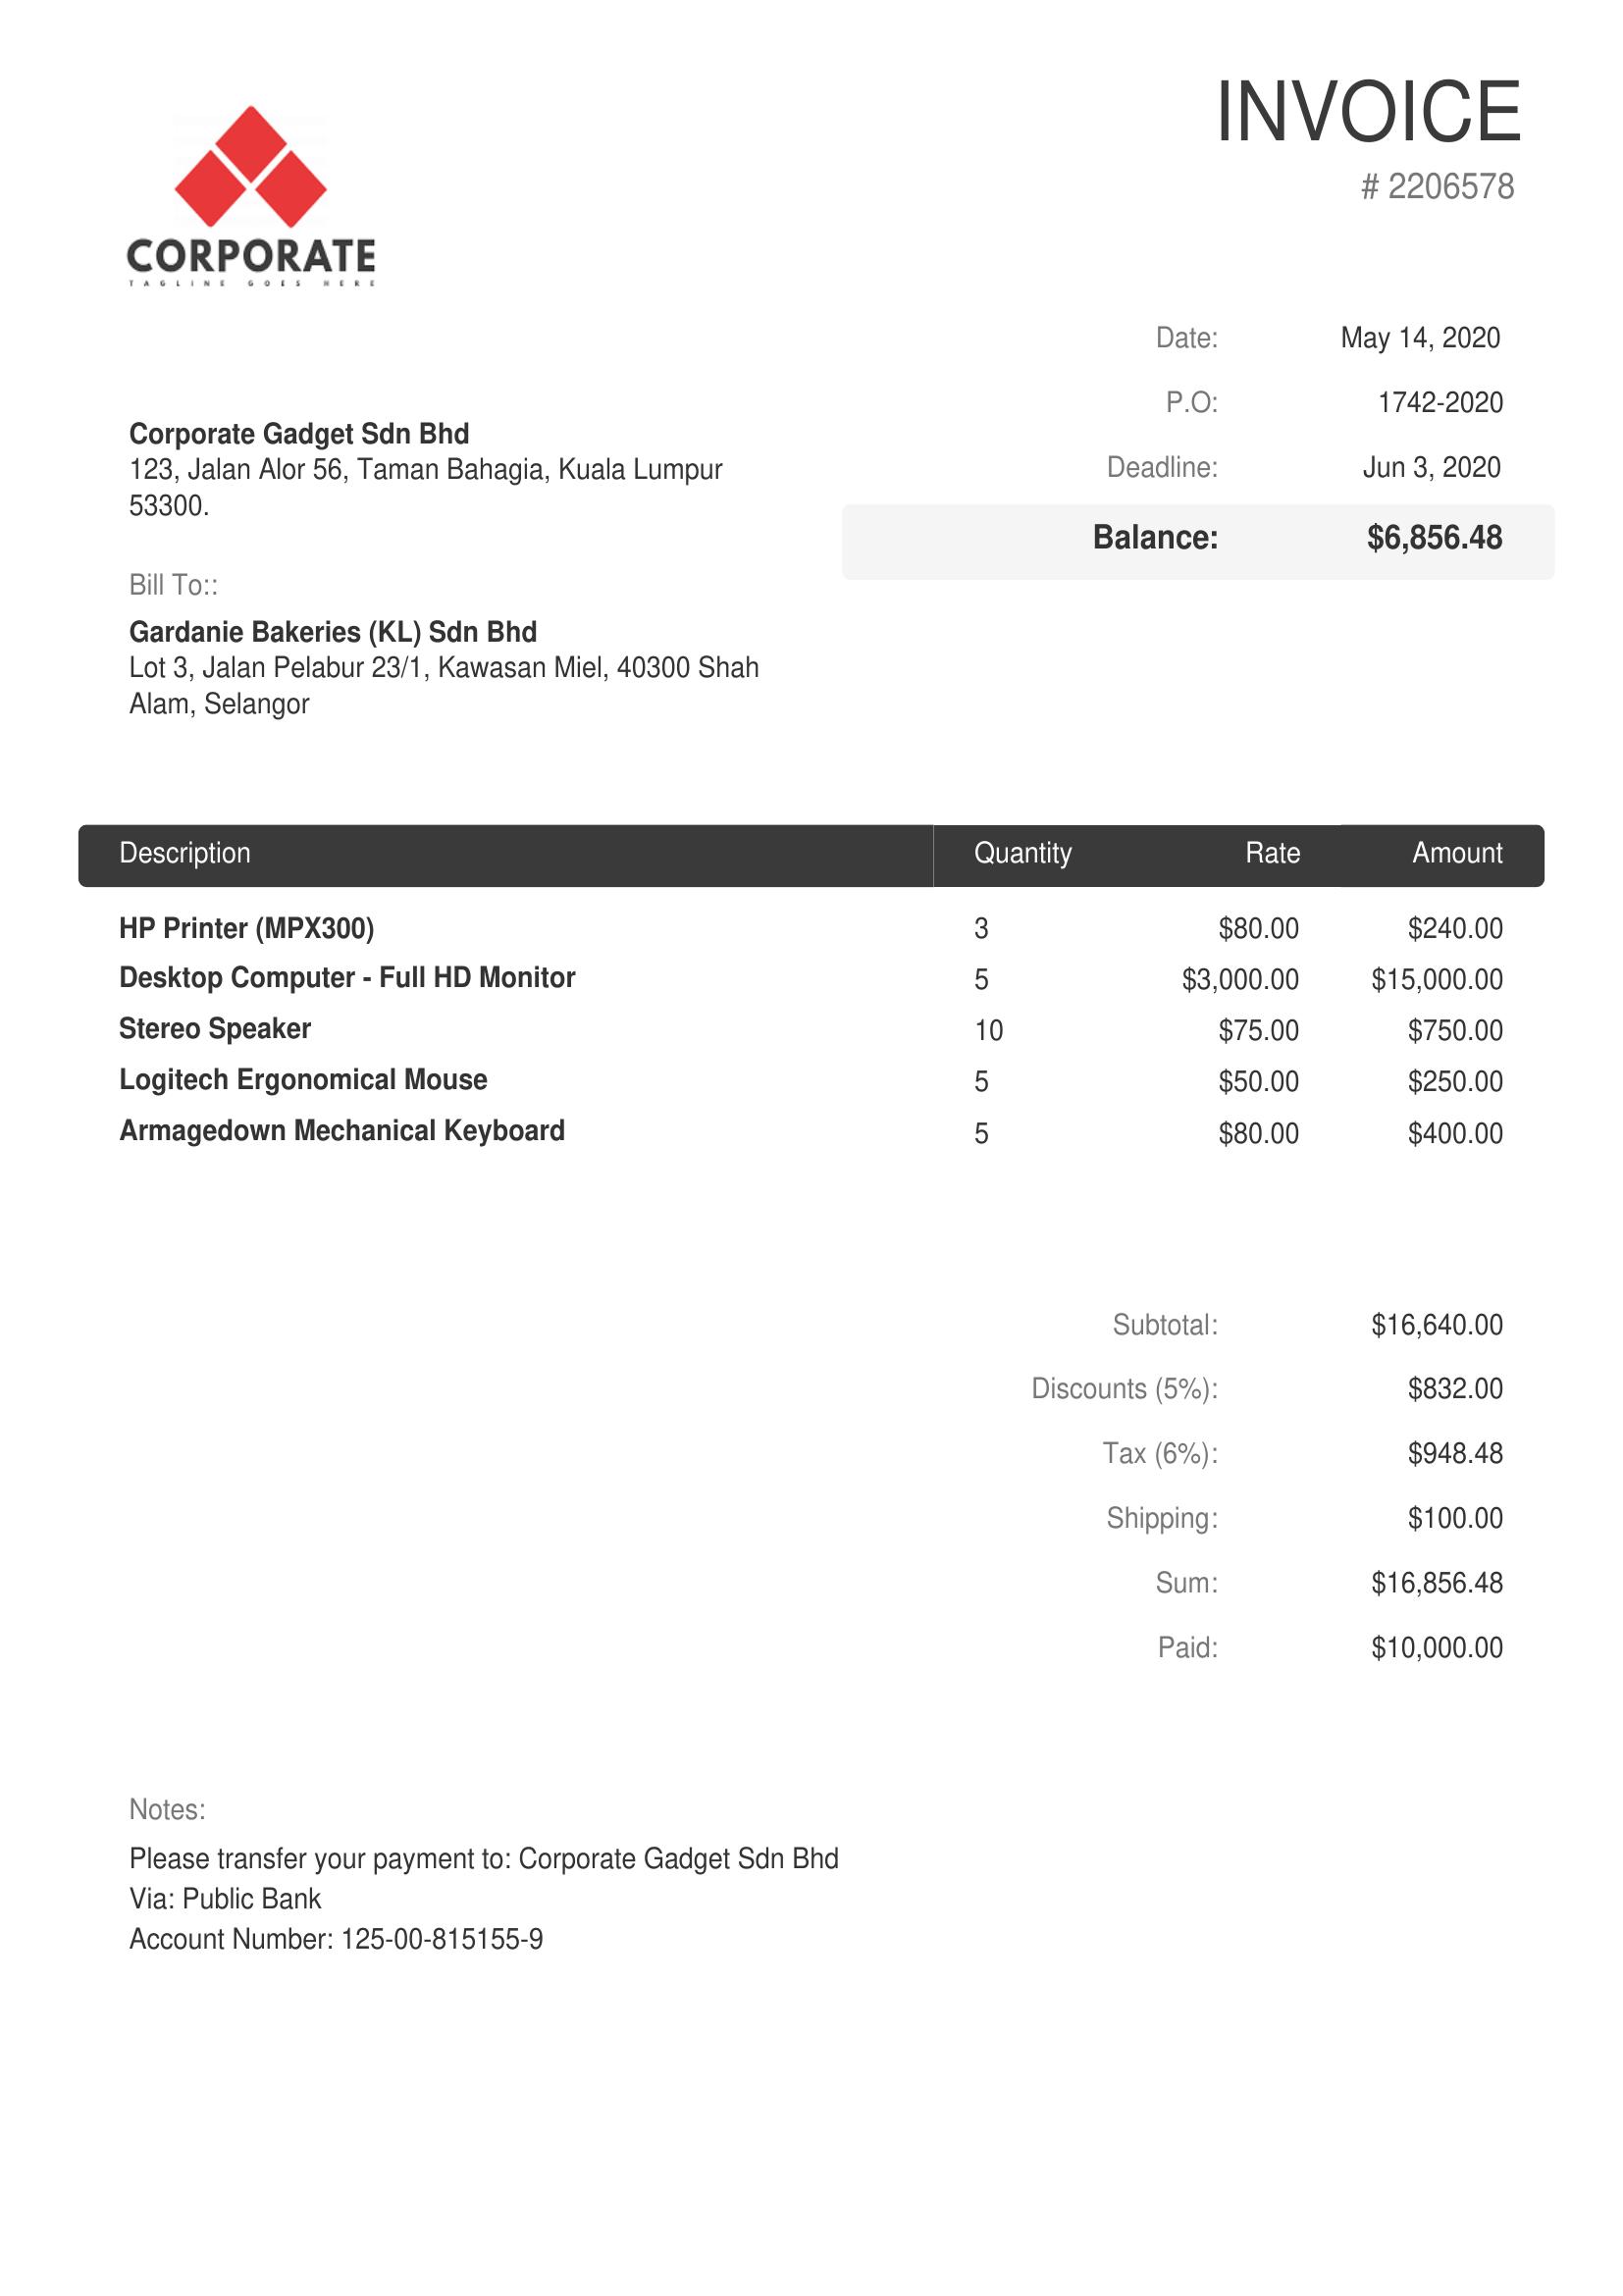 INVOICE
# 2206578
CORPORATE
TAGLINE GOES HERE
Date: May 14, 2020
P.O: 1742-2020
Deadline: Jun 3, 2020
Balance: $6,856.48
Corporate Gadget Sdn Bhd
123, Jalan Alor 56, Taman Bahagia, Kuala Lumpur
53300.
Bill To::
Gardanie Bakeries (KL) Sdn Bhd
Lot 3, Jalan Pelabur 23/1, Kawasan Miel, 40300 Shah
Alam, Selangor
Description Quantity Rate Amount
HP Printer (MPX300) 3 $80.00 $240.00
Desktop Computer - Full HD Monitor 5 $3,000.00 $15,000.00
Stereo Speaker 10 $75.00 $750.00
Logitech Ergonomical Mouse 5 $50.00 $250.00
Armagedown Mechanical Keyboard 5 $80.00 $400.00
Subtotal: $16,640.00
Discounts (5%): $832.00
Tax (6%): $948.48
Shipping: $100.00
Sum: $16,856.48
Paid: $10,000.00
Notes:
Please transfer your payment to: Corporate Gadget Sdn Bhd
Via: Public Bank
Account Number: 125-00-815155-9